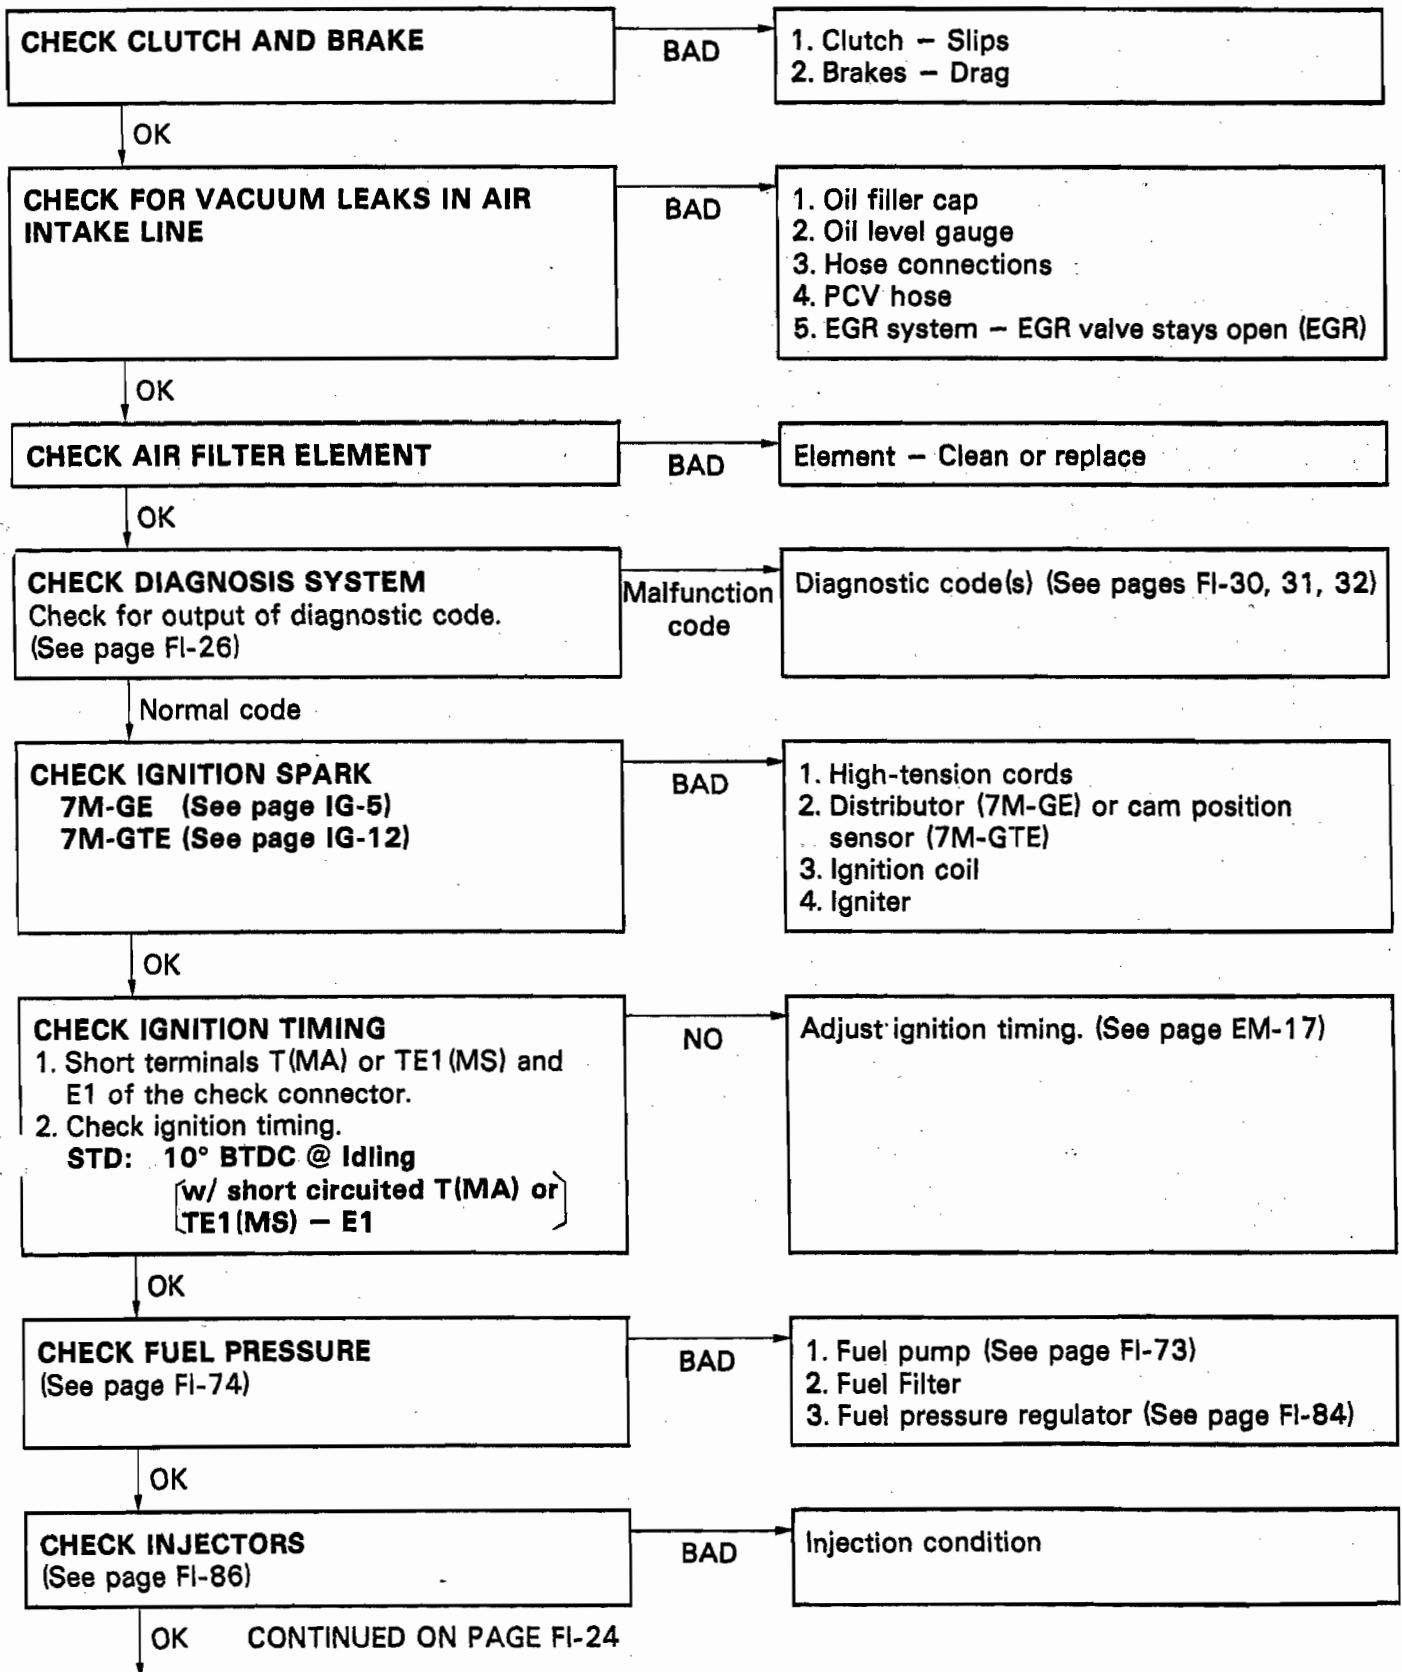 CHECK CLUTCH AND BRAKE
BAD
1. Clutch – Slips
2. Brakes – Drag
OK
CHECK FOR VACUUM LEAKS IN AIR
INTAKE LINE
BAD
1. Oil filler cap
2. Oil level gauge
3. Hose connections
4. PCV hose
5. EGR system – EGR valve stays open (EGR)
OK
CHECK AIR FILTER ELEMENT
BAD
Element – Clean or replace
OK
CHECK DIAGNOSIS SYSTEM
Check for output of diagnostic code.
(See page FI-26)
Malfunction
code
Diagnostic code(s) (See pages FI-30, 31, 32)
Normal code
CHECK IGNITION SPARK
7M-GE (See page IG-5)
7M-GTE (See page IG-12)
BAD
1. High-tension cords
2. Distributor (7M-GE) or cam position
sensor (7M-GTE)
3. Ignition coil
4. Igniter
OK
CHECK IGNITION TIMING
1. Short terminals T(MA) or TE1(MS) and
E1 of the check connector.
2. Check ignition timing.
STD: 10° BTDC @ Idling
[w/ short circuited T(MA) or
TE1(MS) – E1]
NO
Adjust ignition timing. (See page EM-17)
OK
CHECK FUEL PRESSURE
(See page FI-74)
BAD
1. Fuel pump (See page FI-73)
2. Fuel Filter
3. Fuel pressure regulator (See page FI-84)
OK
CHECK INJECTORS
(See page FI-86)
BAD
Injection condition
OK CONTINUED ON PAGE FI-24